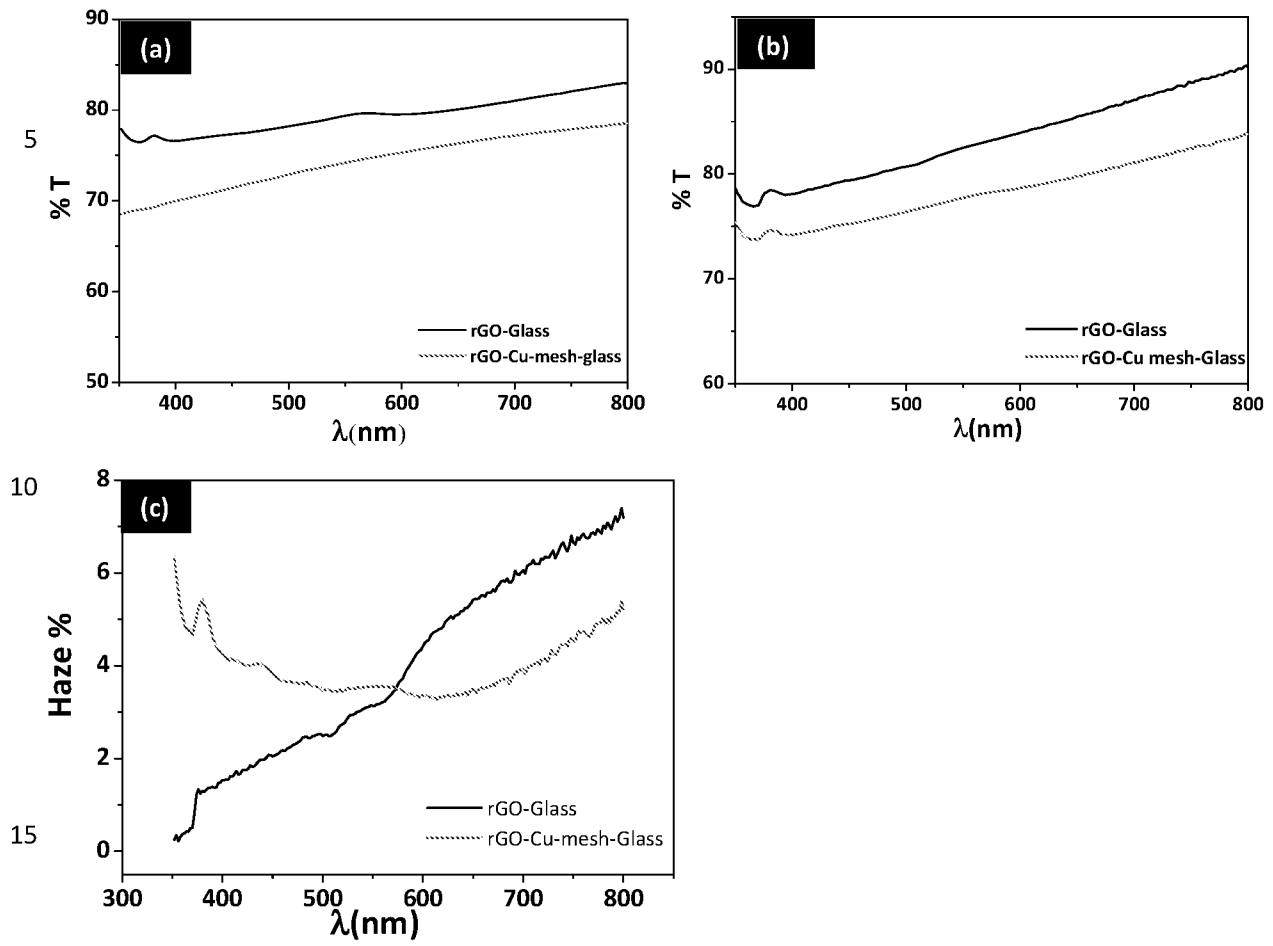 (a)
90
80
70
60
50
% T
400 500 600 700 800
λ(nm)
rGO-Glass
rGO-Cu-mesh-glass
5
(b)
90
80
70
60
% T
400 500 600 700 800
λ(nm)
rGO-Glass
rGO-Cu mesh-Glass
10
(c)
8
6
4
2
0
Haze %
300 400 500 600 700 800
λ(nm)
rGO-Glass
rGO-Cu-mesh-Glass
15